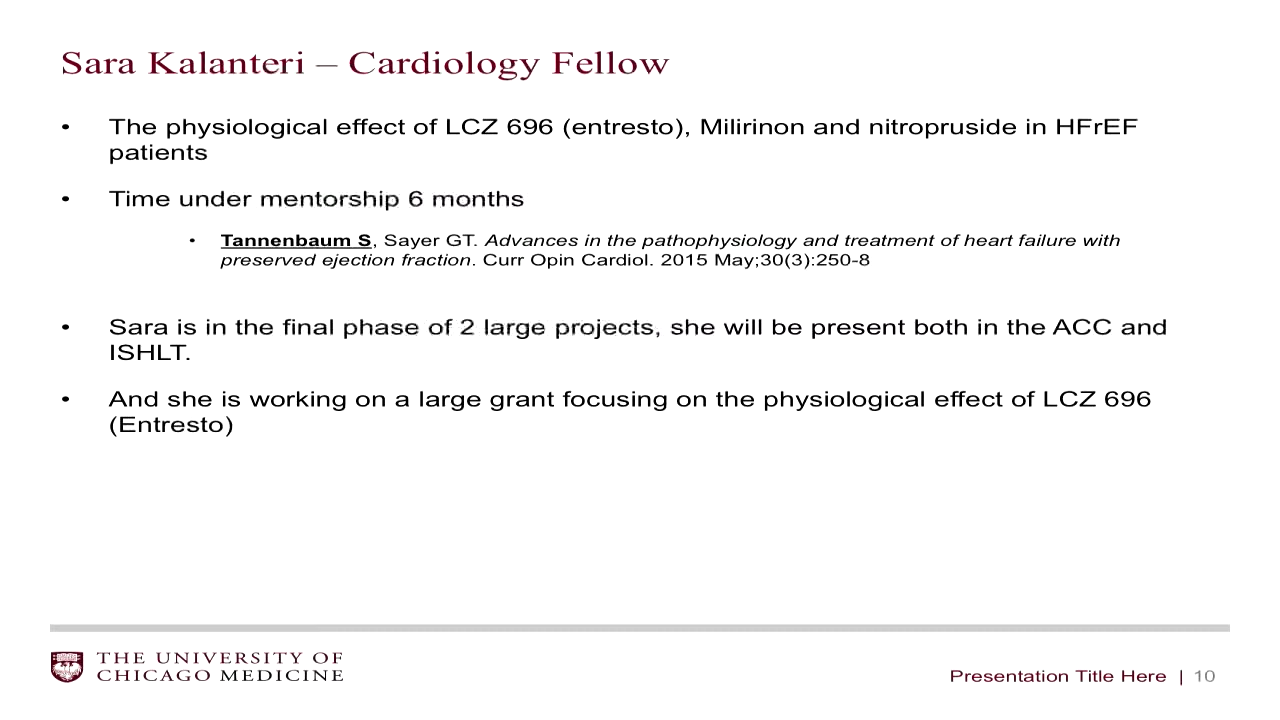 Sara Kalanteri – Cardiology Fellow
• The physiological effect of LCZ 696 (entresto), Milirinon and nitropruside in HFrEF
patients
• Time under mentorship 6 months
• Tannenbaum S, Sayer GT. Advances in the pathophysiology and treatment of heart failure with
preserved ejection fraction. Curr Opin Cardiol. 2015 May;30(3):250-8
• Sara is in the final phase of 2 large projects, she will be present both in the ACC and
ISHLT.
• And she is working on a large grant focusing on the physiological effect of LCZ 696
(Entresto)
THE UNIVERSITY OF
CHICAGO MEDICINE
Presentation Title Here | 10